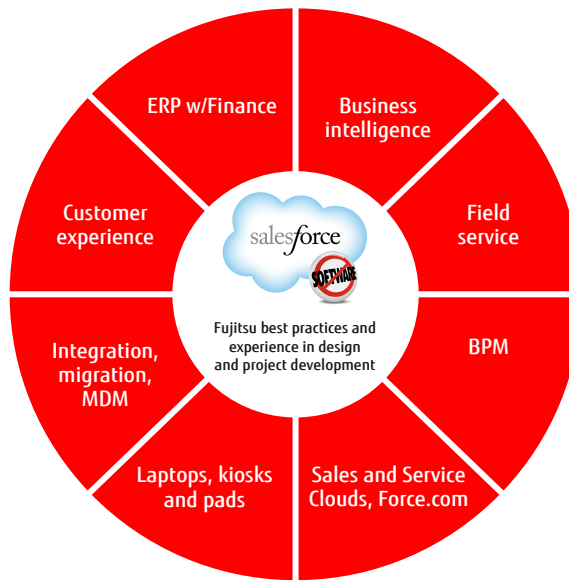 ERP w/Finance
Business
intelligence
Customer
experience
Field
service
salesforce
SOFTWARE
Fujitsu best practices and
experience in design
and project development
Integration,
migration,
MDM
BPM
Laptops, kiosks
and pads
Sales and Service
Clouds, Force.com